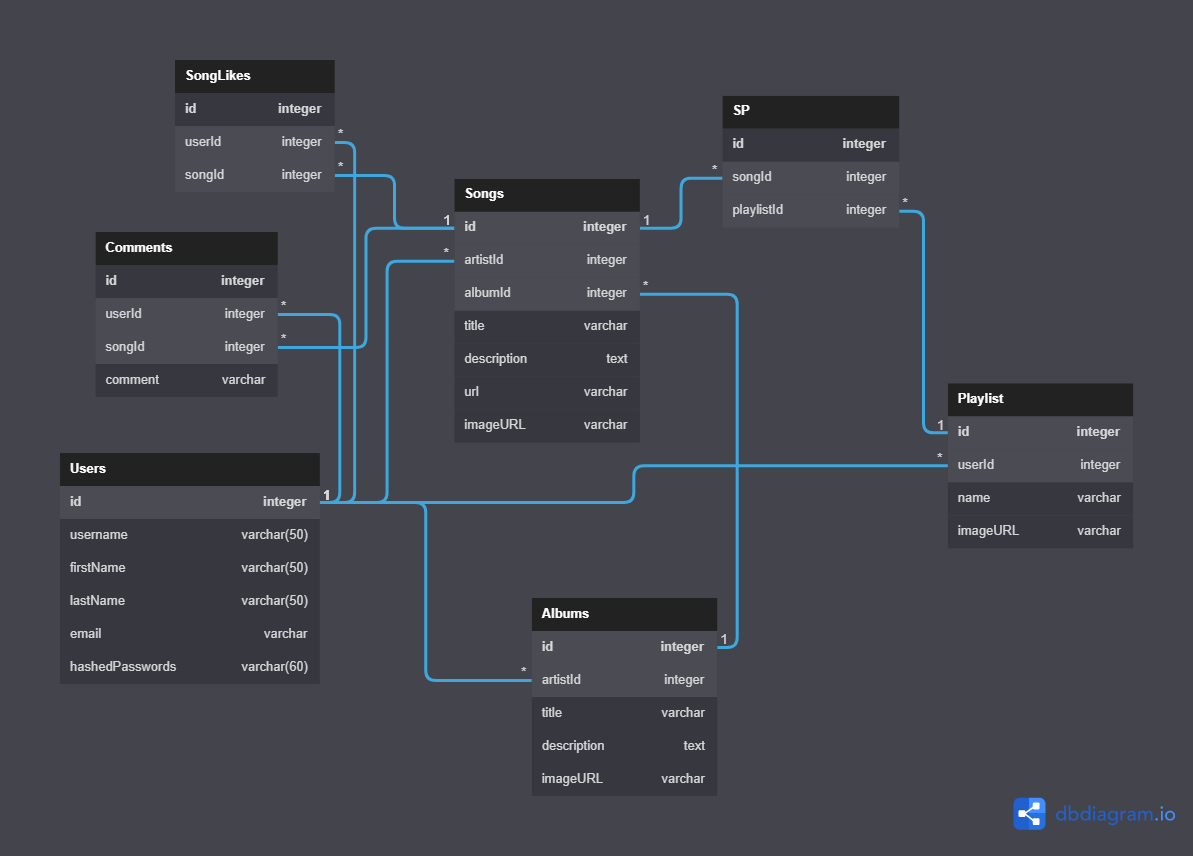 SongLikes
id integer
userId integer *
songId integer *
Comments
id integer
userId integer *
songId integer *
comment varchar
Users
id integer 1
username varchar(50)
firstName varchar(50)
lastName varchar(50)
email varchar
hashedPasswords varchar(60)
Songs
1 id integer 1
* artistId integer
albumId integer *
title varchar
description text
url varchar
imageURL varchar
Albums
id integer 1
* artistId integer
title varchar
description text
imageURL varchar
SP
id integer
* songId integer
playlistId integer *
Playlist
1 id integer
* userId integer
name varchar
imageURL varchar
dbdiagram.io